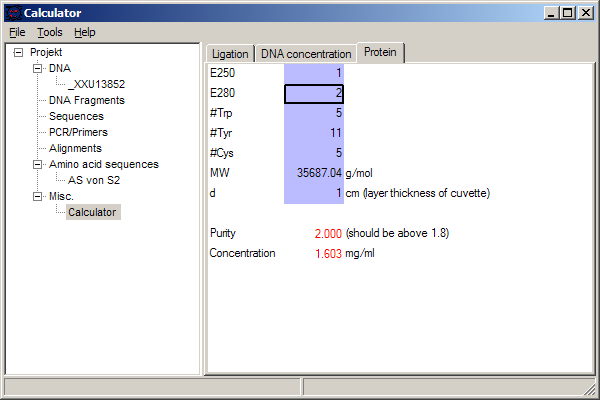 Calculator
File Tools Help
Projekt
DNA
_XXU13852
DNA Fragments
Sequences
PCR/Primers
Alignments
Amino acid sequences
AS von S2
Misc.
Calculator
Ligation DNA concentration Protein
E250 1
E280 2
#Trp 5
#Tyr 11
#Cys 5
MW 35687.04 g/mol
d 1 cm (layer thickness of cuvette)
Purity 2.000 (should be above 1.8)
Concentration 1.603 mg/ml